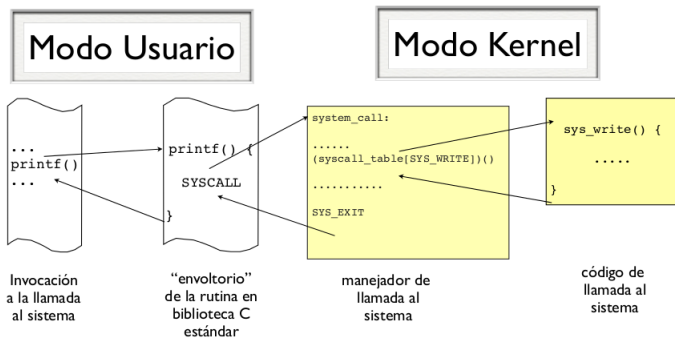 Modo Usuario
Modo Kernel
...
printf()
...
printf() {
SYSCALL
}
system_call:
......
(syscall_table[SYS_WRITE])()
...........
SYS_EXIT
sys_write() {
.....
}
Invocación
a la llamada
al sistema
“envoltorio”
de la rutina en
biblioteca C
estándar
manejador de
llamada al
sistema
código de
llamada al
sistema